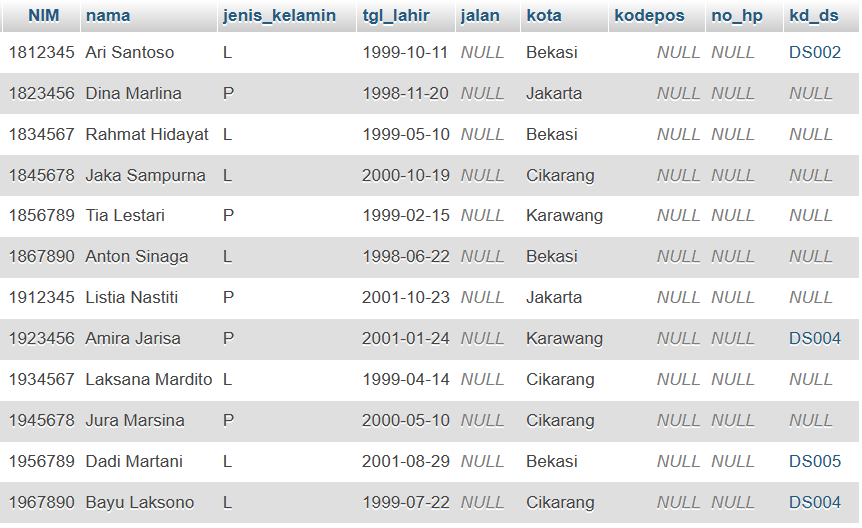 NIM nama jenis_kelamin tgl_lahir jalan kota kodepos no_hp kd_ds
1812345 Ari Santoso L 1999-10-11 NULL Bekasi NULL NULL DS002
1823456 Dina Marlina P 1998-11-20 NULL Jakarta NULL NULL NULL
1834567 Rahmat Hidayat L 1999-05-10 NULL Bekasi NULL NULL NULL
1845678 Jaka Sampurna L 2000-10-19 NULL Cikarang NULL NULL NULL
1856789 Tia Lestari P 1999-02-15 NULL Karawang NULL NULL NULL
1867890 Anton Sinaga L 1998-06-22 NULL Bekasi NULL NULL NULL
1912345 Listia Nastiti P 2001-10-23 NULL Jakarta NULL NULL NULL
1923456 Amira Jarisa P 2001-01-24 NULL Karawang NULL NULL DS004
1934567 Laksana Mardito L 1999-04-14 NULL Cikarang NULL NULL NULL
1945678 Jura Marsina P 2000-05-10 NULL Cikarang NULL NULL NULL
1956789 Dadi Martani L 2001-08-29 NULL Bekasi NULL NULL DS005
1967890 Bayu Laksono L 1999-07-22 NULL Cikarang NULL NULL DS004